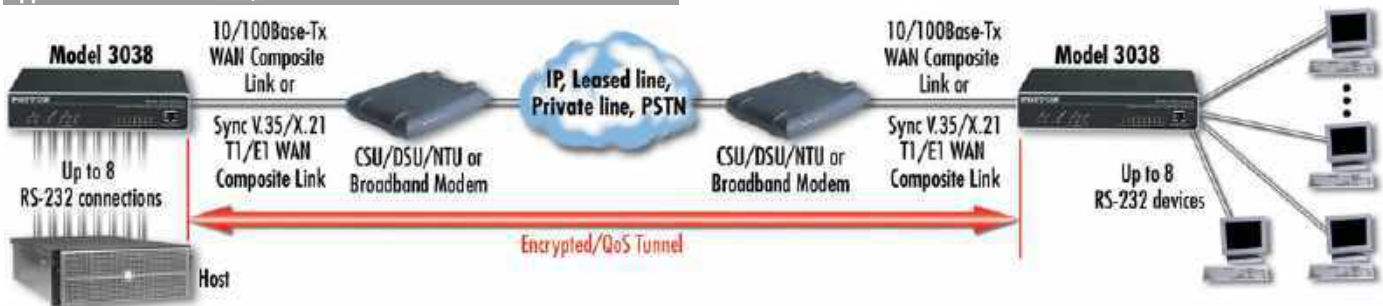 Model 3038
10/100Base-Tx
WAN Composite
Link or
Sync V.35/X.21
T1/E1 WAN
Composite Link
Up to 8
RS-232 connections
Host
CSU/DSU/NTU or
Broadband Modem
IP, Leased line,
Private line, PSTN
CSU/DSU/NTU or
Broadband Modem
10/100Base-Tx
WAN Composite
Link or
Sync V.35/X.21
T1/E1 WAN
Composite Link
Model 3038
Up to 8
RS-232 devices
Encrypted/QoS Tunnel